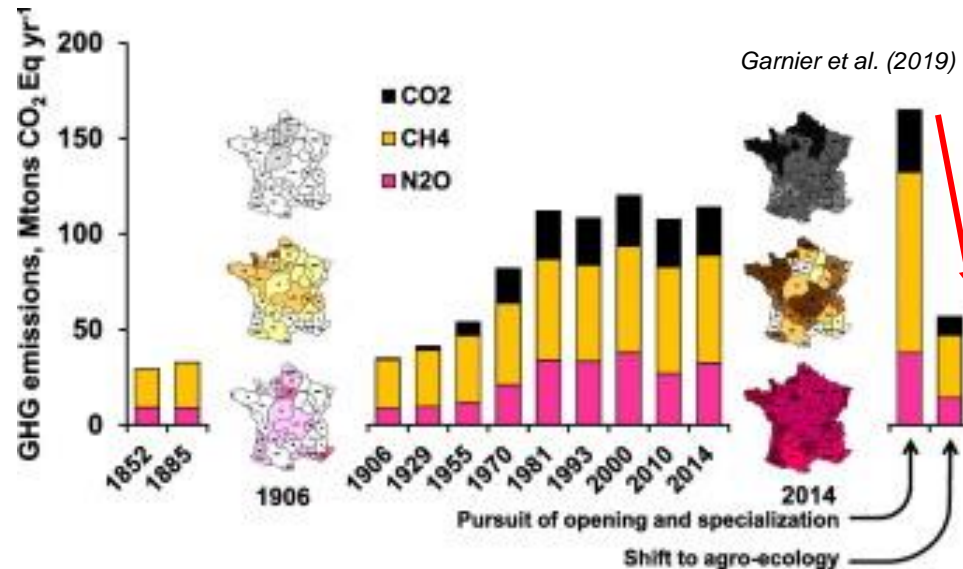 GHG emissions, Mtons CO₂ Eq yr⁻¹
200
150
100
50
0
Garnier et al. (2019)
CO2
CH4
N2O
1852
1885
1906
1906
1929
1955
1970
1981
1993
2000
2010
2014
2014
Pursuit of opening and specialization
Shift to agro-ecology